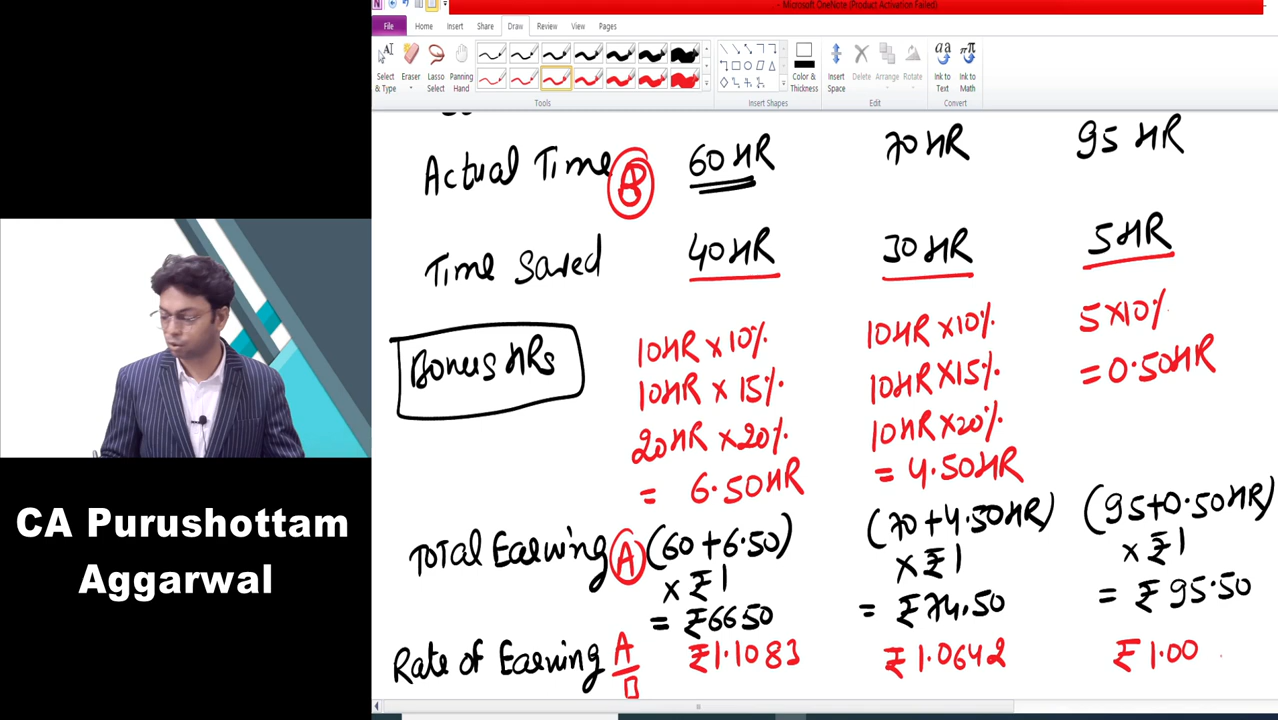 - Microsoft OneNote (Product Activation Failed)
File Home Insert Share Draw Review View Pages
Select & Type
Eraser
Lasso Select
Panning Hand
Color & Thickness
Insert Space
Delete
Arrange
Rotate
Ink to Text
Ink to Math
Tools
Insert Shapes
Edit
Convert
Actual Time B 60 HR 70 HR 95 HR
Time Saved 40 HR 30 HR 5 HR
Bonus HRs
10HR x 10% 10HR x 10% 5 x 10%
10HR x 15% 10HR x 15% = 0.50HR
20HR x 20% 10HR x 20%
= 6.50HR = 4.50HR
Total Earning A (60 + 6.50) (70 + 4.50HR) (95+0.50HR)
x ₹1 x ₹1 x ₹1
= ₹6650 = ₹74.50 = ₹95.50
Rate of Earning A/ ₹1.1083 ₹1.0642 ₹1.00
CA Purushottam
Aggarwal